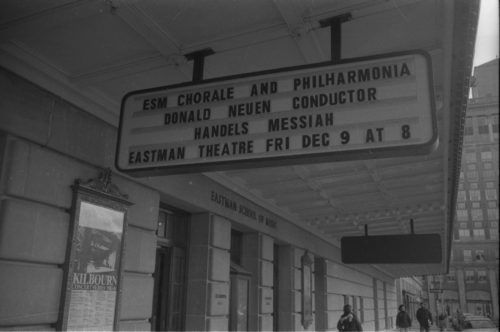 ESM CHORALE AND PHILHARMONIA
DONALD NEUEN CONDUCTOR
HANDELS MESSIAH
EASTMAN THEATRE FRI DEC 9 AT 8
EASTMAN SCHOOL OF MUSIC
KILBOURN